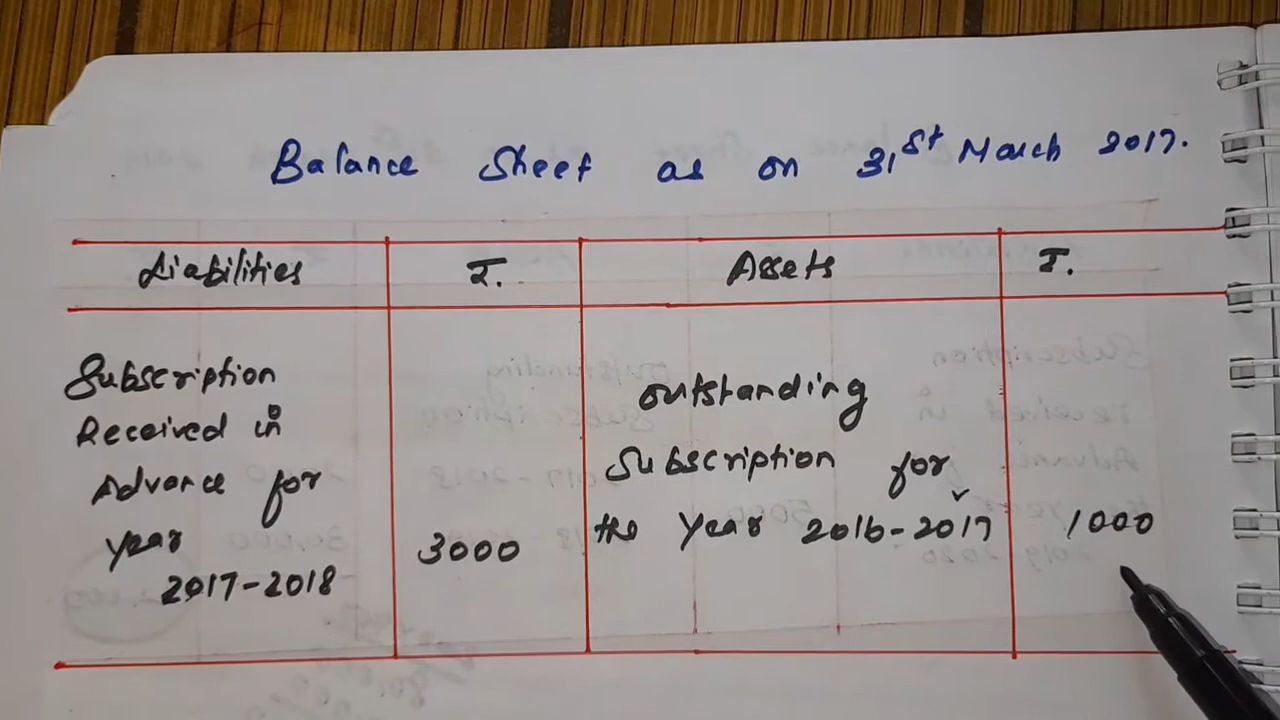 Balance Sheet as on 31st March 2017.
Liabilities ₹. Assets ₹.
Subscription
Received in
Advance for
year
2017-2018 3000
Outstanding
Subscription for
the Year 2016-2017 1000